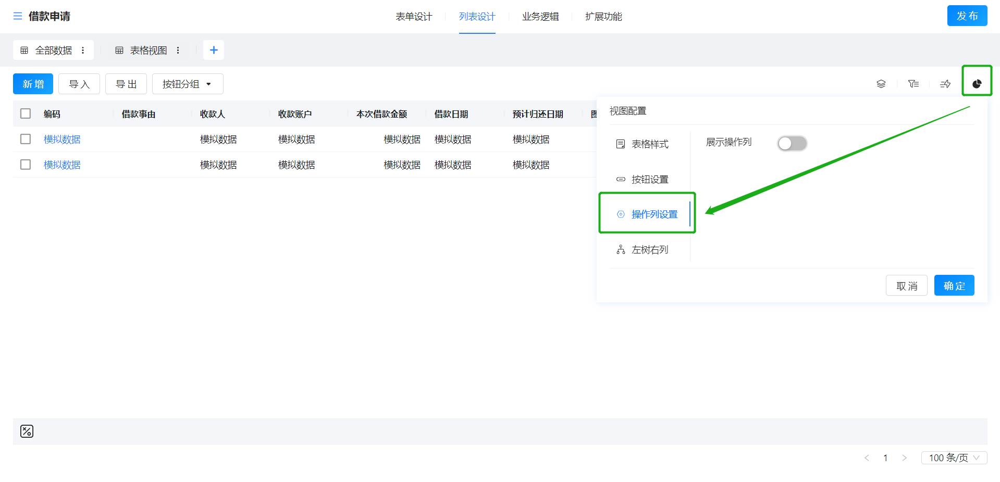 借款申请
表单设计 列表设计 业务逻辑 扩展功能
发布
全部数据 表格视图
新增 导入 导出 按钮分组
编码 借款事由 收款人 收款账户 本次借款金额 借款日期 预计归还日期
模拟数据 模拟数据 模拟数据 模拟数据 模拟数据 模拟数据
模拟数据 模拟数据 模拟数据 模拟数据 模拟数据 模拟数据
视图配置
表格样式 展示操作列
按钮设置
操作列设置
左树右列
取消 确定
1 100 条/页